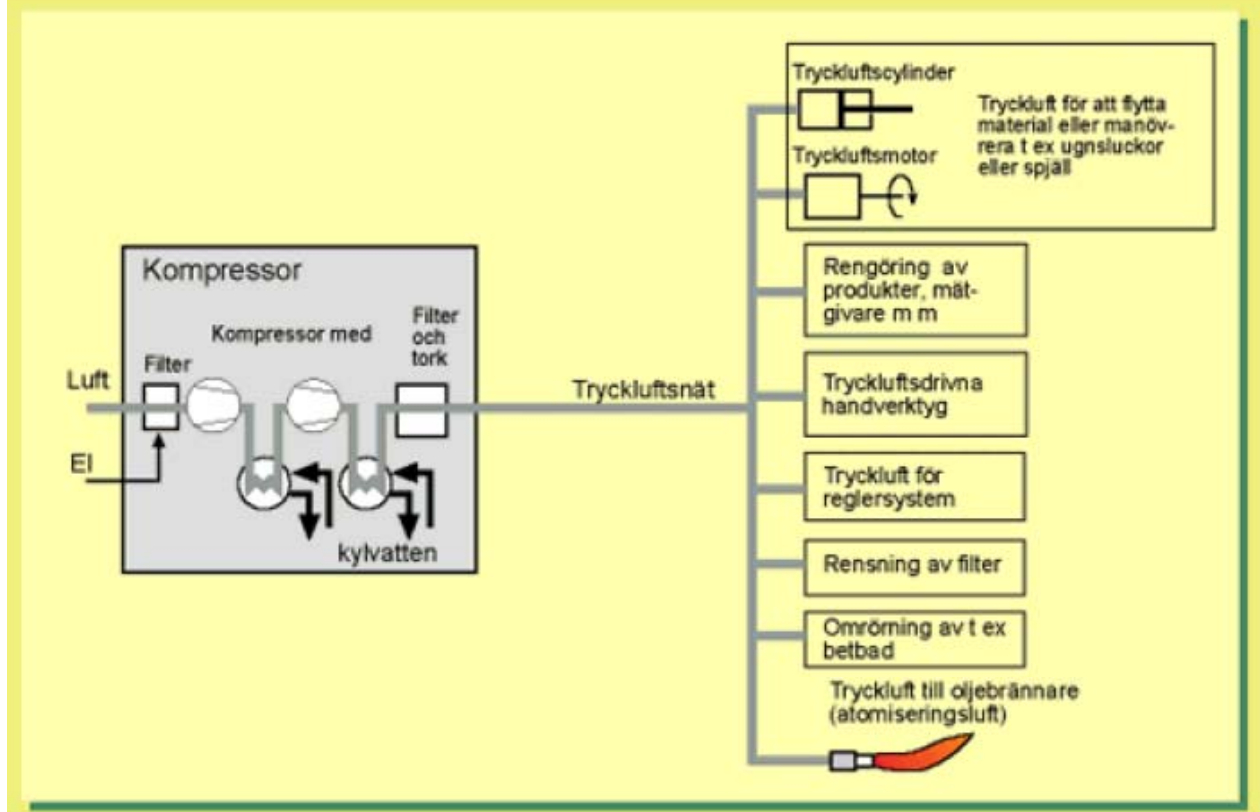 Tryckluftscylinder
Tryckluft för att flytta
material eller manöv-
rera t ex ugnsluckor
eller spjäll
Tryckluftsmotor
Kompressor
Rengöring av
produkter, mät-
givare m m
Filter
och
tork
Kompressor med
Filter
Luft
Tryckluftsnät
Tryckluftsdrivna
handverktyg
El
Tryckluft för
reglersystem
kylvatten
Rensning av filter
Omrörning av t ex
betbad
Tryckluft till oljebrännare
(atomiseringsluft)